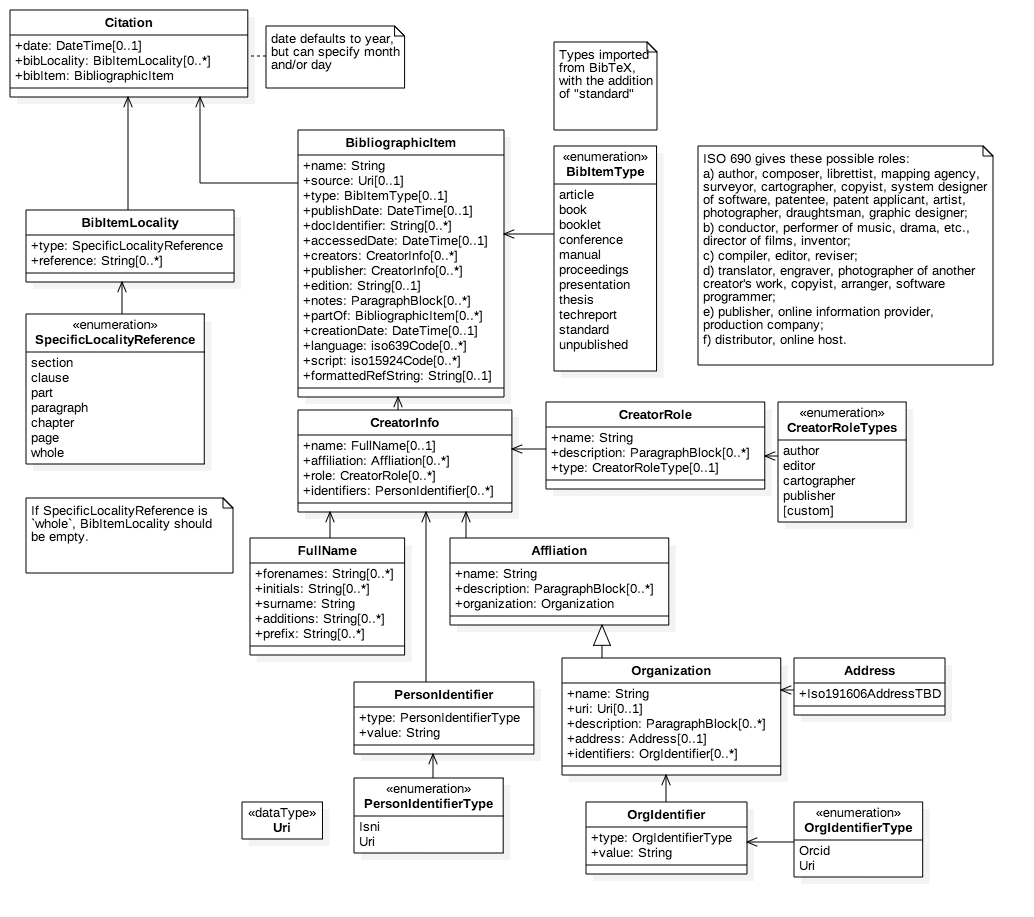 Citation
+date: DateTime[0..1]
+bibLocality: BibItemLocality[0..*]
+bibItem: BibliographicItem
date defaults to year,
but can specify month
and/or day
Types imported
from BibTeX,
with the addition
of "standard"
BibliographicItem
+name: String
+source: Uri[0..1]
+type: BibItemType[0..1]
+publishDate: DateTime[0..1]
+docIdentifier: String[0..*]
+accessedDate: DateTime[0..1]
+creators: CreatorInfo[0..*]
+publisher: CreatorInfo[0..*]
+edition: String[0..1]
+notes: ParagraphBlock[0..*]
+partOf: BibliographicItem[0..*]
+creationDate: DateTime[0..1]
+language: iso639Code[0..*]
+script: iso15924Code[0..*]
+formattedRefString: String[0..1]
«enumeration»
BibItemType
article
book
booklet
conference
manual
proceedings
presentation
thesis
techreport
standard
unpublished
ISO 690 gives these possible roles:
a) author, composer, librettist, mapping agency,
surveyor, cartographer, copyist, system designer
of software, patentee, patent applicant, artist,
photographer, draughtsman, graphic designer;
b) conductor, performer of music, drama, etc.,
director of films, inventor;
c) compiler, editor, reviser;
d) translator, engraver, photographer of another
creator's work, copyist, arranger, software
programmer;
e) publisher, online information provider,
production company;
f) distributor, online host.
BibItemLocality
+type: SpecificLocalityReference
+reference: String[0..*]
«enumeration»
SpecificLocalityReference
section
clause
part
paragraph
chapter
page
whole
If SpecificLocalityReference is
`whole`, BibItemLocality should
be empty.
CreatorInfo
+name: FullName[0..1]
+affiliation: Affliation[0..*]
+role: CreatorRole[0..*]
+identifiers: PersonIdentifier[0..*]
CreatorRole
+name: String
+description: ParagraphBlock[0..*]
+type: CreatorRoleType[0..1]
«enumeration»
CreatorRoleTypes
author
editor
cartographer
publisher
[custom]
FullName
+forenames: String[0..*]
+initials: String[0..*]
+surname: String
+additions: String[0..*]
+prefix: String[0..*]
Affliation
+name: String
+description: ParagraphBlock[0..*]
+organization: Organization
PersonIdentifier
+type: PersonIdentifierType
+value: String
Organization
+name: String
+uri: Uri[0..1]
+description: ParagraphBlock[0..*]
+address: Address[0..1]
+identifiers: OrgIdentifier[0..*]
Address
+Iso191606AddressTBD
«dataType»
Uri
«enumeration»
PersonIdentifierType
Isni
Uri
OrgIdentifier
+type: OrgIdentifierType
+value: String
«enumeration»
OrgIdentifierType
Orcid
Uri